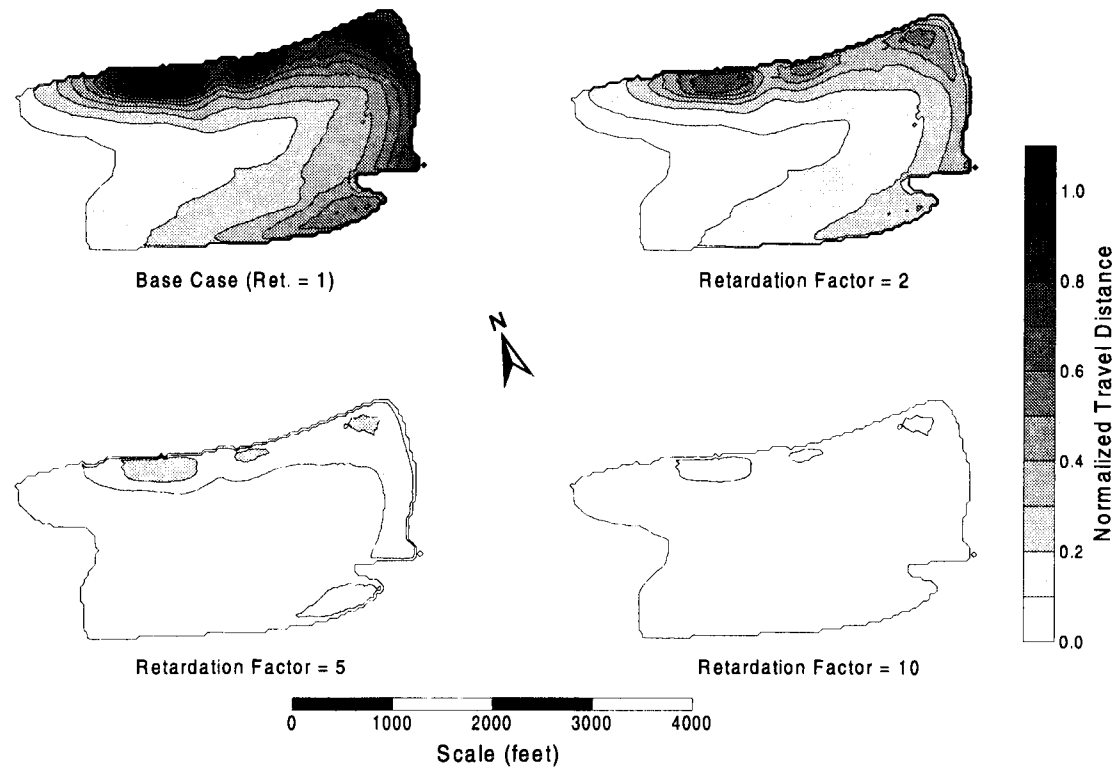 Base Case (Ret. = 1)
Retardation Factor = 2
N
Retardation Factor = 5
Retardation Factor = 10
0 1000 2000 3000 4000
Scale (feet)
1.0
0.8
0.6
0.4
0.2
0.0
Normalized Travel Distance